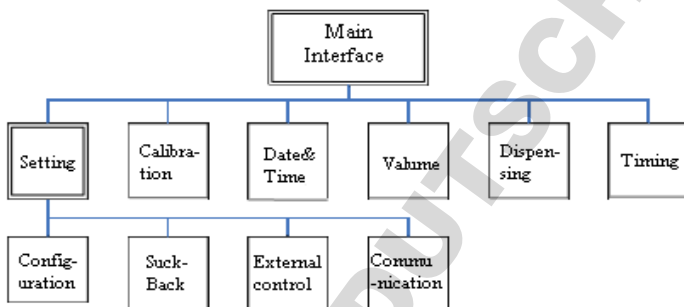 Main
Interface
Setting
Calibra-
tion
Date&
Time
Valume
Dispen-
sing
Timing
Config-
uration
Suck-
Back
External
control
Commu
-nication
DUTSCH